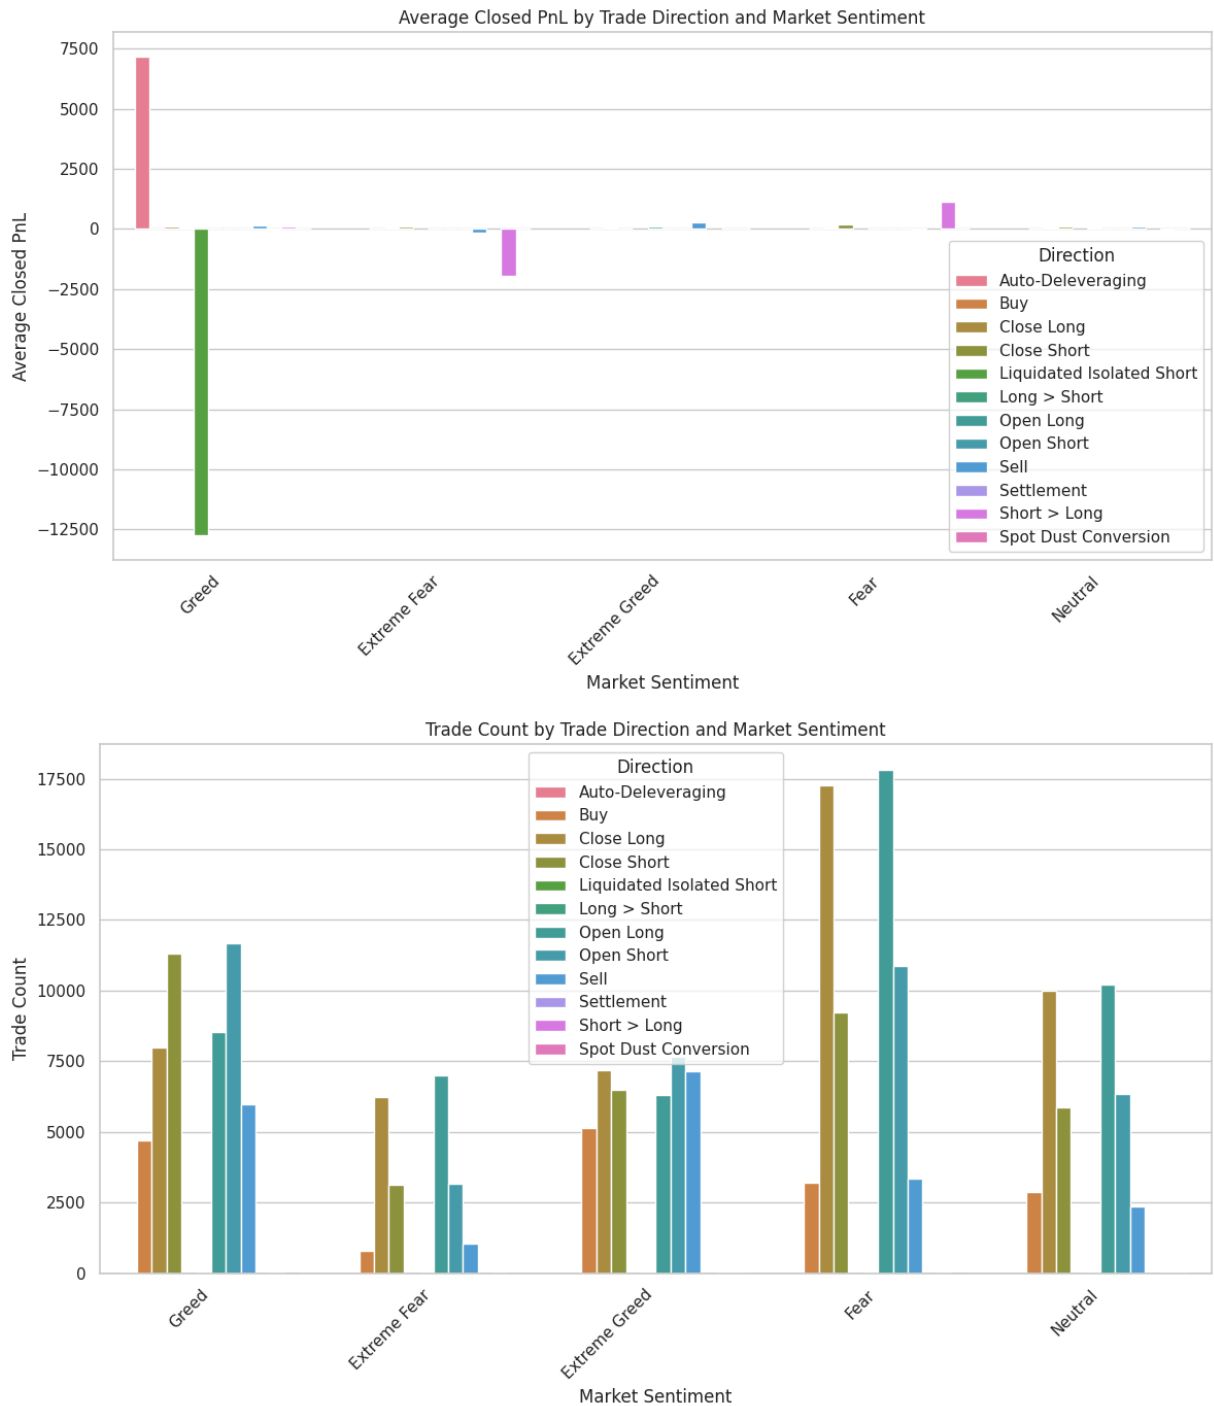 Average Closed PnL by Trade Direction and Market Sentiment
7500
5000
2500
0
−2500
−5000
−7500
−10000
−12500
Average Closed PnL
Direction
Auto-Deleveraging
Buy
Close Long
Close Short
Liquidated Isolated Short
Long > Short
Open Long
Open Short
Sell
Settlement
Short > Long
Spot Dust Conversion
Greed
Extreme Fear
Extreme Greed
Fear
Neutral
Market Sentiment
Trade Count by Trade Direction and Market Sentiment
17500
15000
12500
10000
7500
5000
2500
0
Trade Count
Direction
Auto-Deleveraging
Buy
Close Long
Close Short
Liquidated Isolated Short
Long > Short
Open Long
Open Short
Sell
Settlement
Short > Long
Spot Dust Conversion
Greed
Extreme Fear
Extreme Greed
Fear
Neutral
Market Sentiment